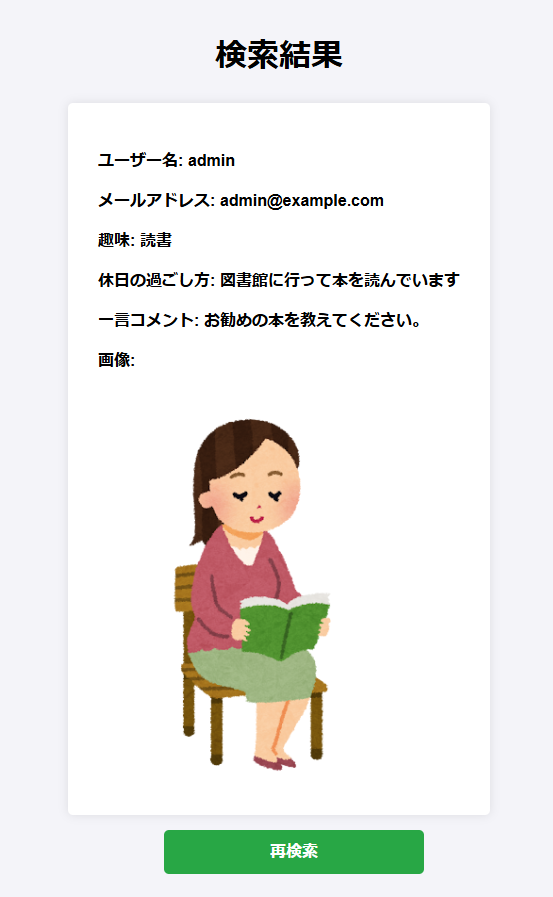 検索結果
ユーザー名: admin
メールアドレス: admin@example.com
趣味: 読書
休日の過ごし方: 図書館に行って本を読んでいます
一言コメント: お勧めの本を教えてください。
画像:
再検索